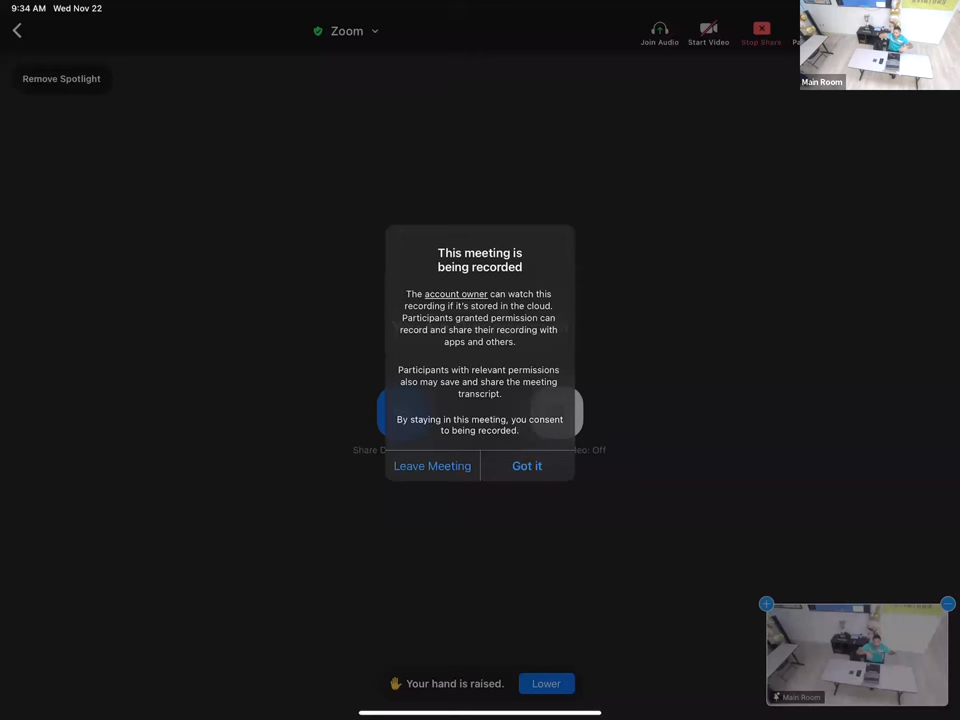 9:34 AM Wed Nov 22
Zoom
Join Audio
Start Video
Stop Share
Remove Spotlight
Main Room
This meeting is
being recorded
The account owner can watch this
recording if it's stored in the cloud.
Participants granted permission can
record and share their recording with
apps and others.
Participants with relevant permissions
also may save and share the meeting
transcript.
By staying in this meeting, you consent
to being recorded.
Share D
eo: Off
Leave Meeting
Got it
Your hand is raised.
Lower
Main Room